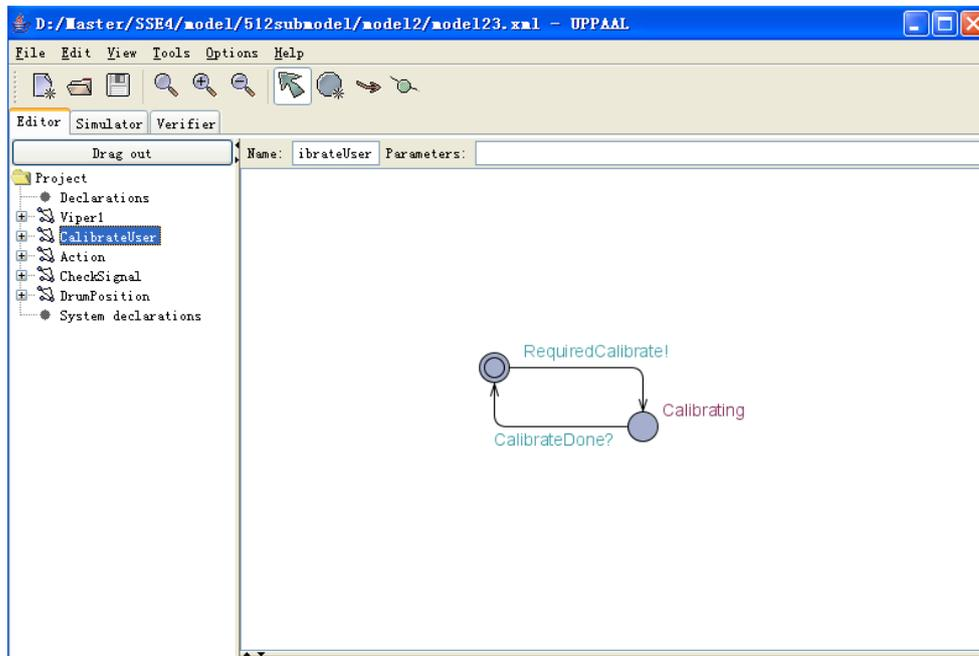 D:/Master/SSE4/model/512submodel/model2/model23.xml - UPPAAL
File Edit View Tools Options Help
Editor Simulator Verifier
Drag out
Name: ibrateUser Parameters:
Project
Declarations
Viper1
CalibrateUser
Action
CheckSignal
DrumPosition
System declarations
RequiredCalibrate!
Calibrating
CalibrateDone?